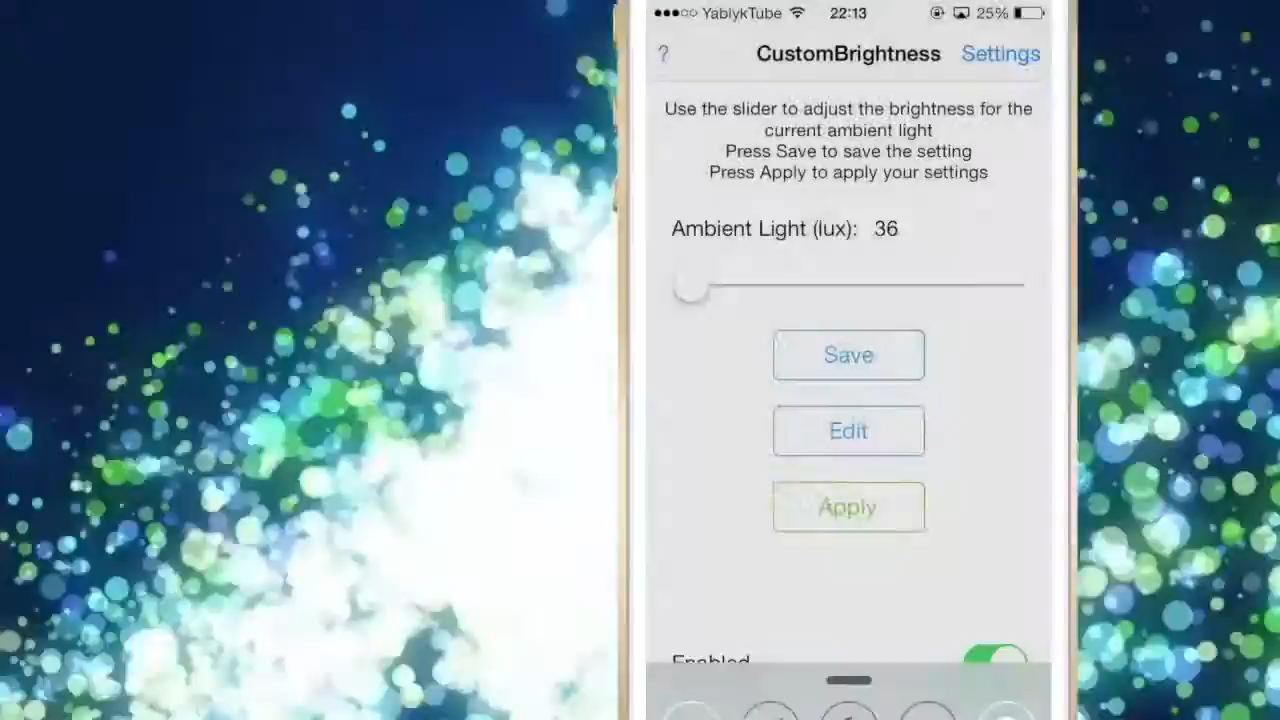 YablykTube 22:13 25%
? CustomBrightness Settings
Use the slider to adjust the brightness for the
current ambient light
Press Save to save the setting
Press Apply to apply your settings
Ambient Light (lux): 36
Save
Edit
Apply
Enabled